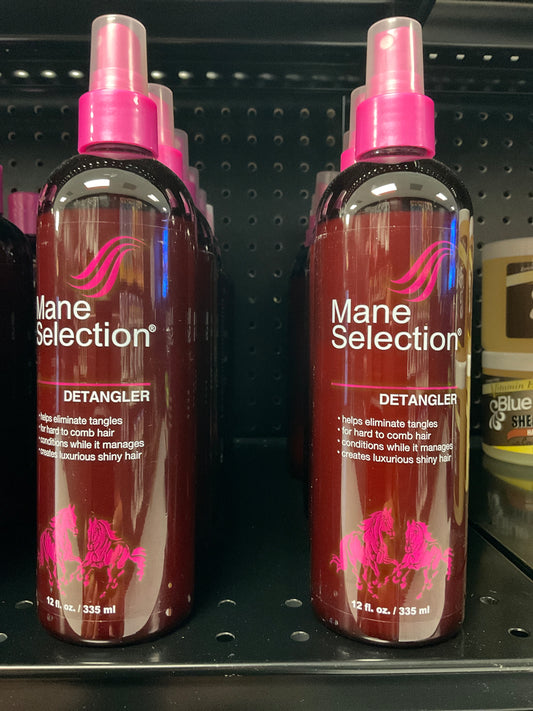 Mane
Selection®
DETANGLER
• helps eliminate tangles
• for hard to comb hair
• conditions while it manages
• creates luxurious shiny hair
12 fl. oz. / 335 ml
Mane
Selection®
DETANGLER
• helps eliminate tangles
• for hard to comb hair
• conditions while it manages
• creates luxurious shiny hair
12 fl. oz. / 335 ml
Blue
SHE